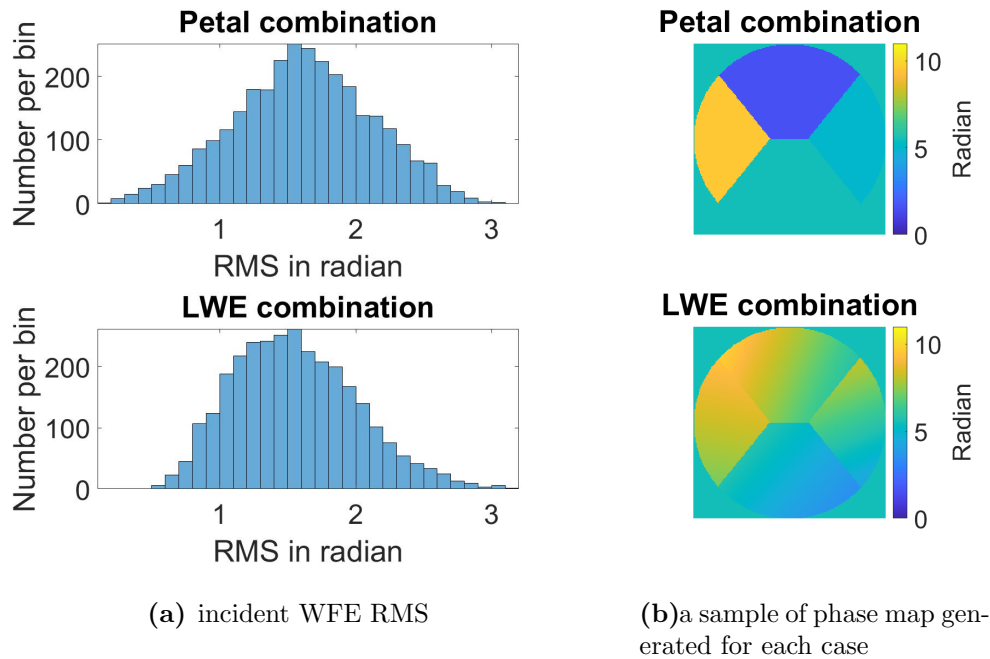 Petal combination
Number per bin
200
100
0
1
2
3
RMS in radian
Petal combination
10
5
0
Radian
LWE combination
Number per bin
200
100
0
1
2
3
RMS in radian
LWE combination
10
5
0
Radian
(a) incident WFE RMS
(b)a sample of phase map gen-
erated for each case